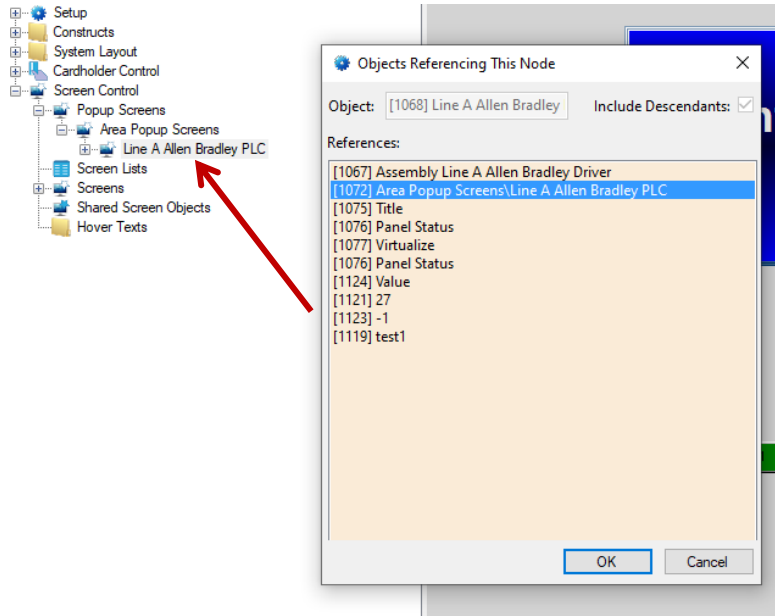 Setup
Constructs
System Layout
Cardholder Control
Screen Control
Popup Screens
Area Popup Screens
Line A Allen Bradley PLC
Screen Lists
Screens
Shared Screen Objects
Hover Texts
Objects Referencing This Node
Object: [1068] Line A Allen Bradley Include Descendants:
References:
[1067] Assembly Line A Allen Bradley Driver
[1072] Area Popup Screens\Line A Allen Bradley PLC
[1075] Title
[1076] Panel Status
[1077] Virtualize
[1076] Panel Status
[1124] Value
[1121] 27
[1123] -1
[1119] test1
OK Cancel